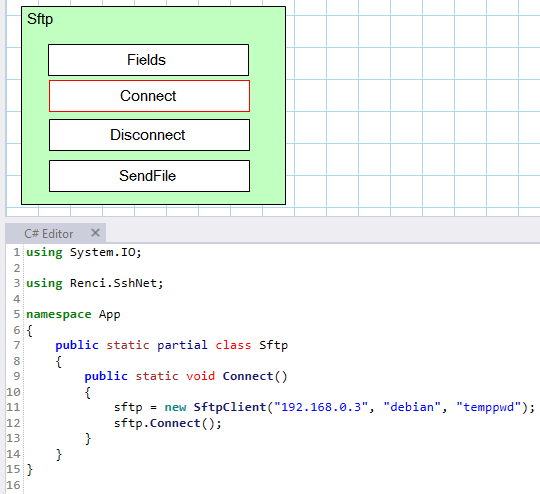 Sftp
Fields
Connect
Disconnect
SendFile
C# Editor ×
1 using System.IO;
2
3 using Renci.SshNet;
4
5 namespace App
6 {
7     public static partial class Sftp
8     {
9         public static void Connect()
10         {
11             sftp = new SftpClient("192.168.0.3", "debian", "temppwd");
12             sftp.Connect();
13         }
14     }
15 }
16